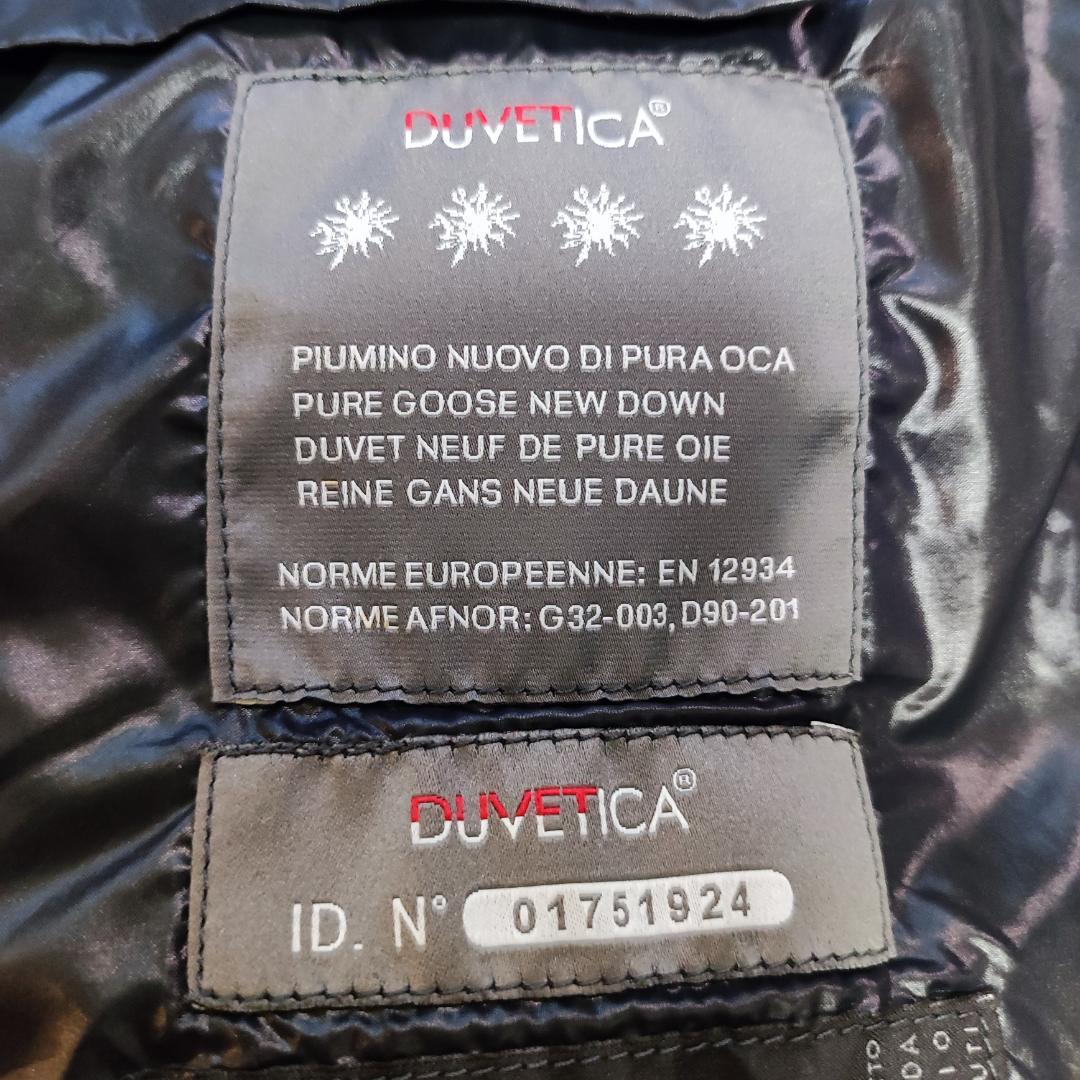 DUVETICA®
PIUMINO NUOVO DI PURA OCA
PURE GOOSE NEW DOWN
DUVET NEUF DE PURE OIE
REINE GANS NEUE DAUNE
NORME EUROPEENNE: EN 12934
NORME AFNOR: G32-003, D90-201
DUVETICA®
ID. N° 01751924